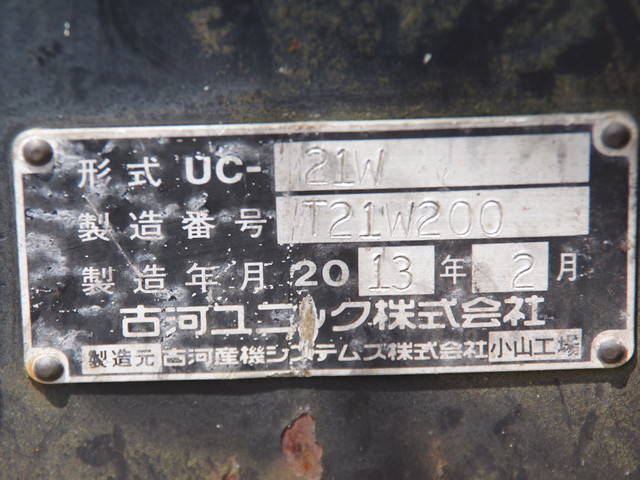 形式 UC- 21W
製造番号 T21W200
製造年月 2013年 2月
古河ユニック株式会社
製造元 古河産機システムズ株式会社 小山工場